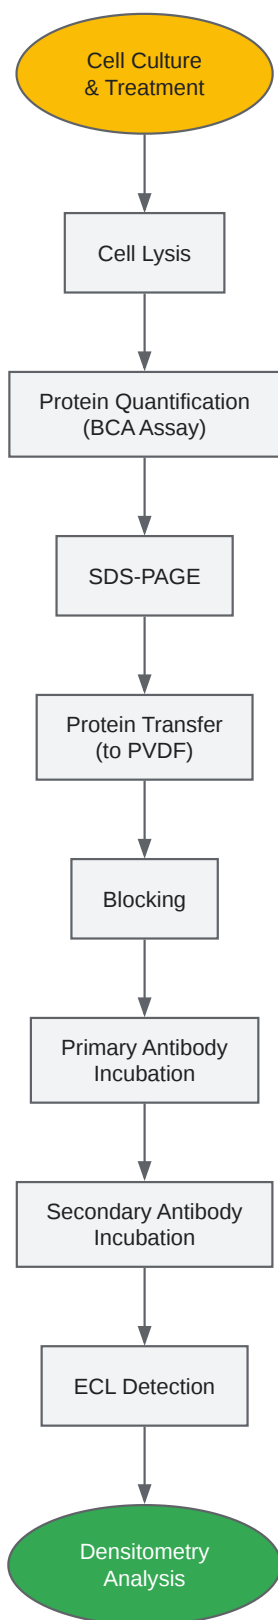 Cell Culture
& Treatment
Cell Lysis
Protein Quantification
(BCA Assay)
SDS-PAGE
Protein Transfer
(to PVDF)
Blocking
Primary Antibody
Incubation
Secondary Antibody
Incubation
ECL Detection
Densitometry
Analysis